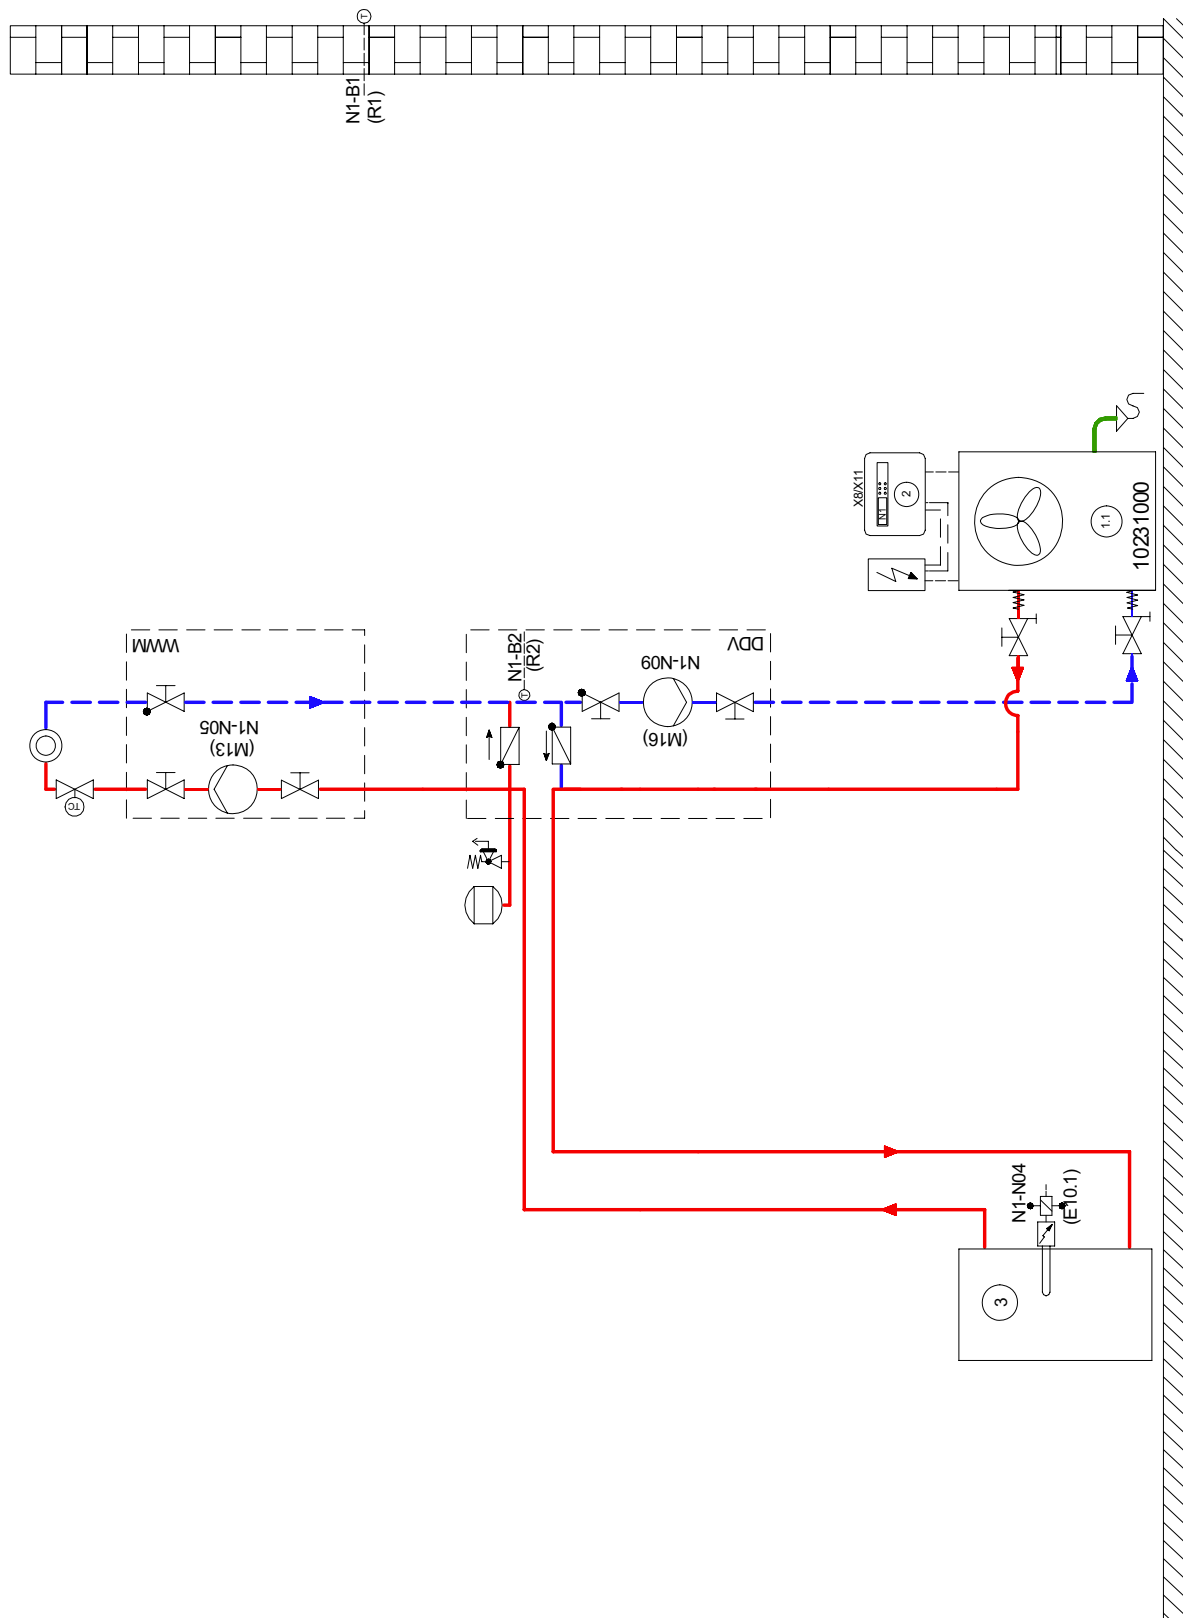 T
N1-B1
(R1)
X8/X11
N1
2
1.1
10231000
WWM
N1-N05
(M13)
TC
N1-B2
(R2)
T
DDV
N1-N09
(M16)
N1-N04
(E10.1)
3